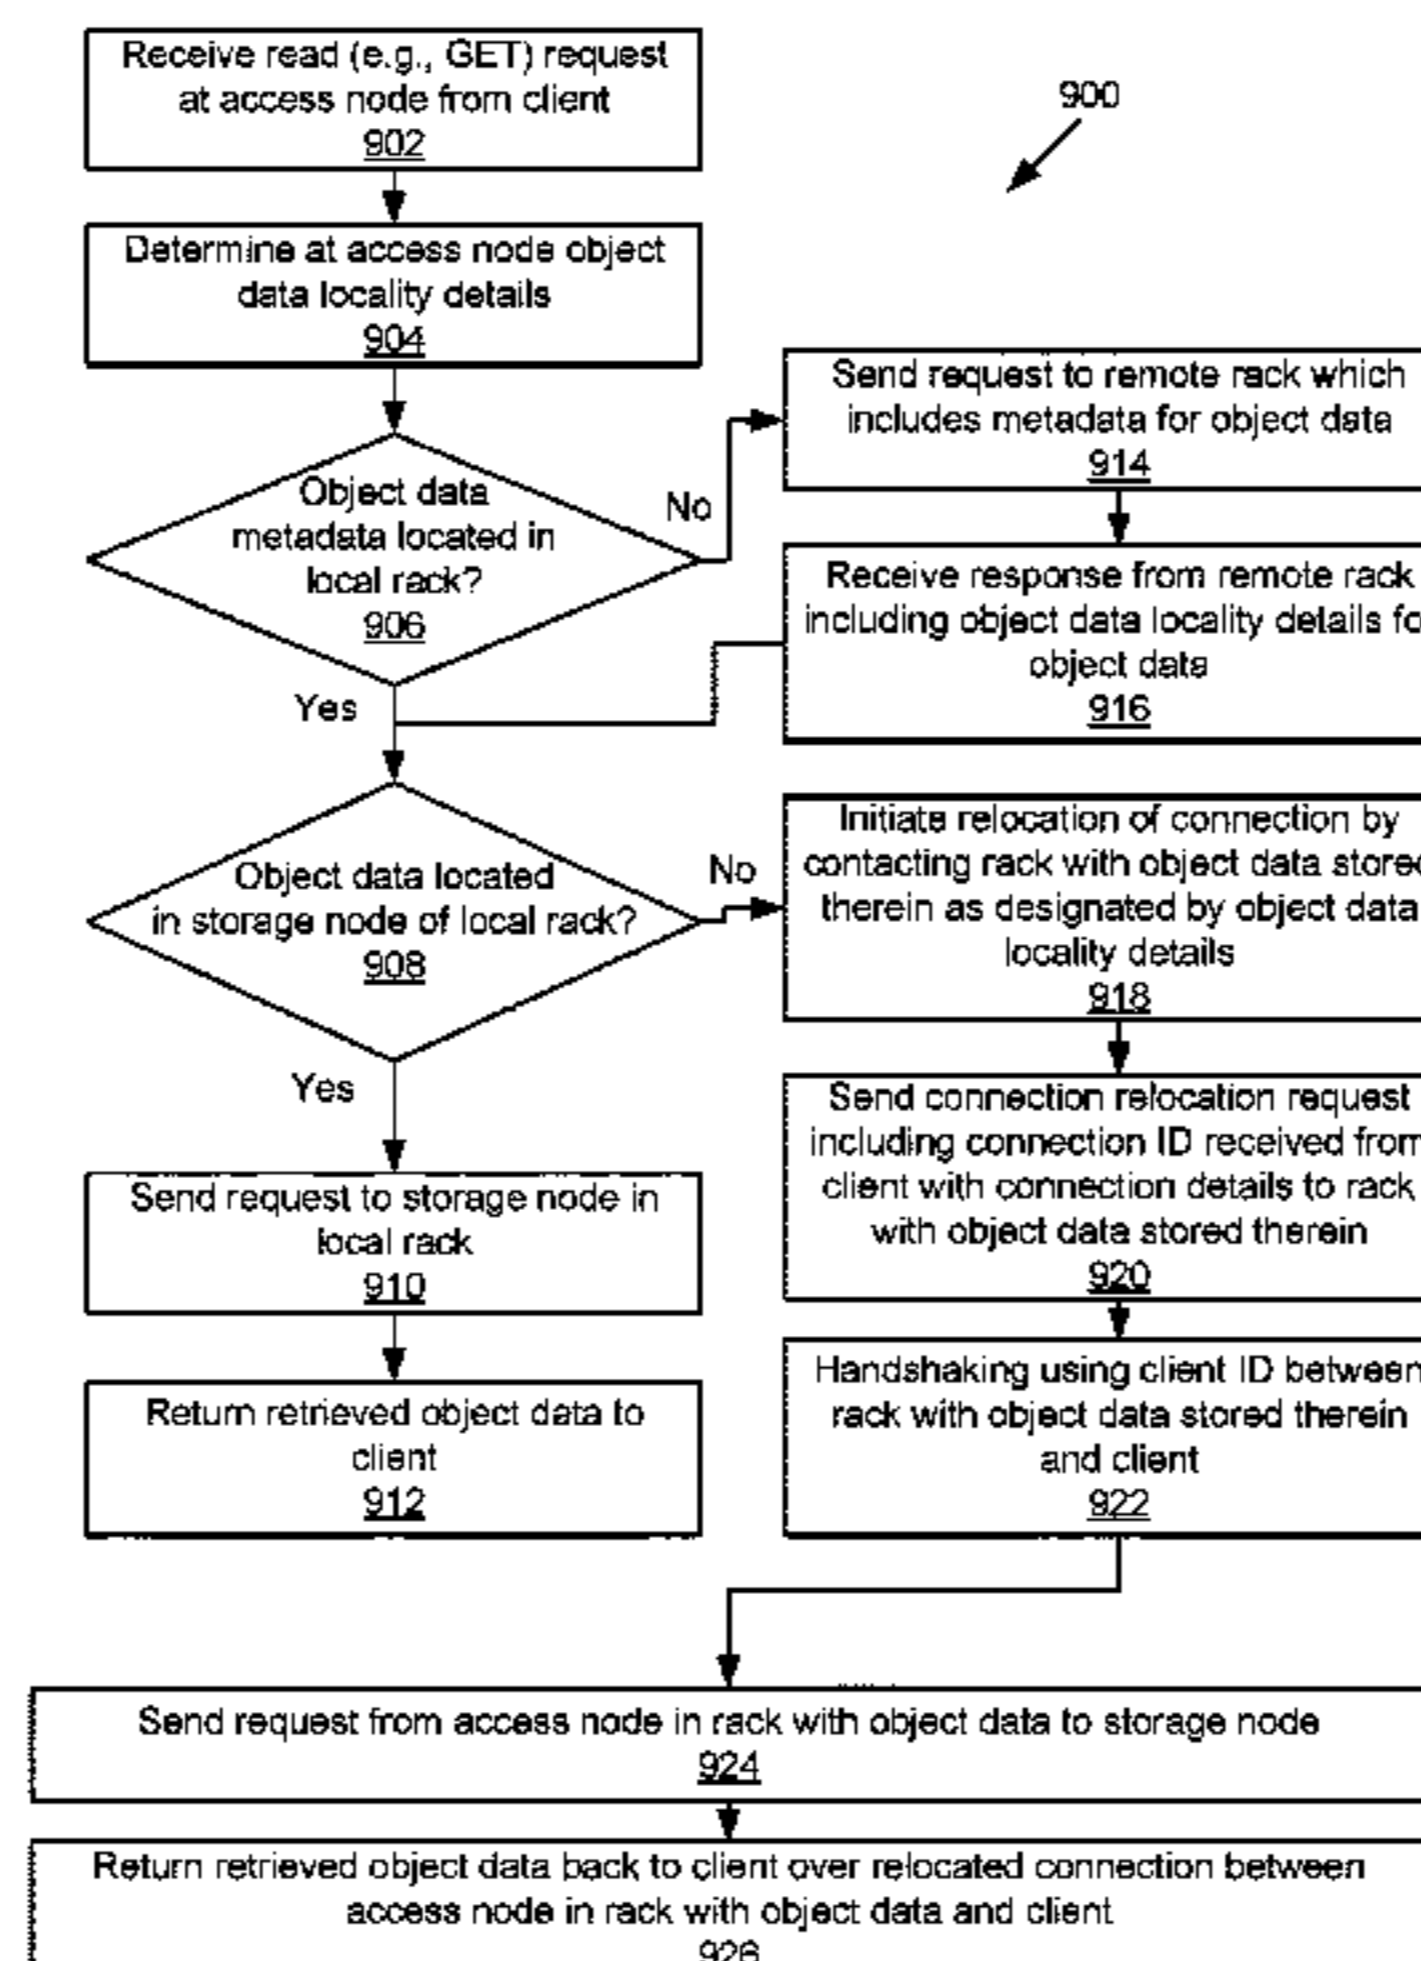 Receive read (e.g., GET) request
at access node from client
902
900
Determine at access node object
data locality details
904
Object data
metadata located in
local rack?
906
No
Yes
Send request to remote rack which
includes metadata for object data
914
Receive response from remote rack
including object data locality details fo
object data
916
Object data located
in storage node of local rack?
908
No
Yes
Initiate relocation of connection by
contacting rack with object data stored
therein as designated by object data
locality details
918
Send connection relocation request
including connection ID received from
client with connection details to rack
with object data stored therein
920
Send request to storage node in
local rack
910
Return retrieved object data to
client
912
Handshaking using client ID between
rack with object data stored therein
and client
922
Send request from access node in rack with object data to storage node
924
Return retrieved object data back to client over relocated connection between
access node in rack with object data and client
926